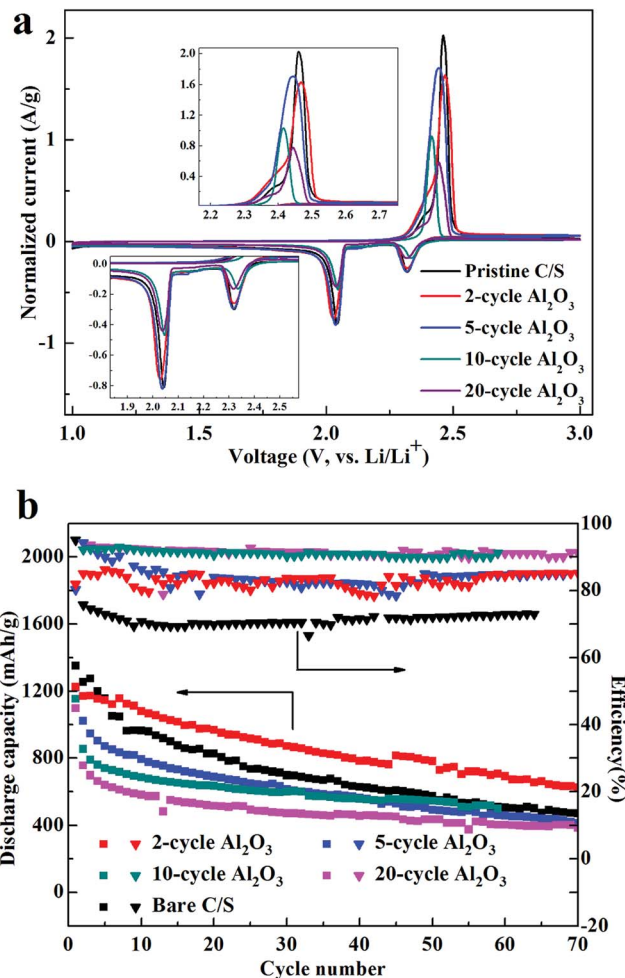 a
2
1
0
-1
Normalized current (A/g)
2.0
1.6
1.2
0.8
0.4
2.2 2.3 2.4 2.5 2.6 2.7
0.0
-0.2
-0.4
-0.6
-0.8
1.9 2.0 2.1 2.2 2.3 2.4 2.5
Pristine C/S
2-cycle Al₂O₃
5-cycle Al₂O₃
10-cycle Al₂O₃
20-cycle Al₂O₃
1.0 1.5 2.0 2.5 3.0
Voltage (V, vs. Li/Li⁺)
b
2000
1600
1200
800
400
0
Discharge capacity (mAh/g)
100
80
60
40
20
0
-20
Efficiency(%)
2-cycle Al₂O₃ 5-cycle Al₂O₃
10-cycle Al₂O₃ 20-cycle Al₂O₃
Bare C/S
0 10 20 30 40 50 60 70
Cycle number